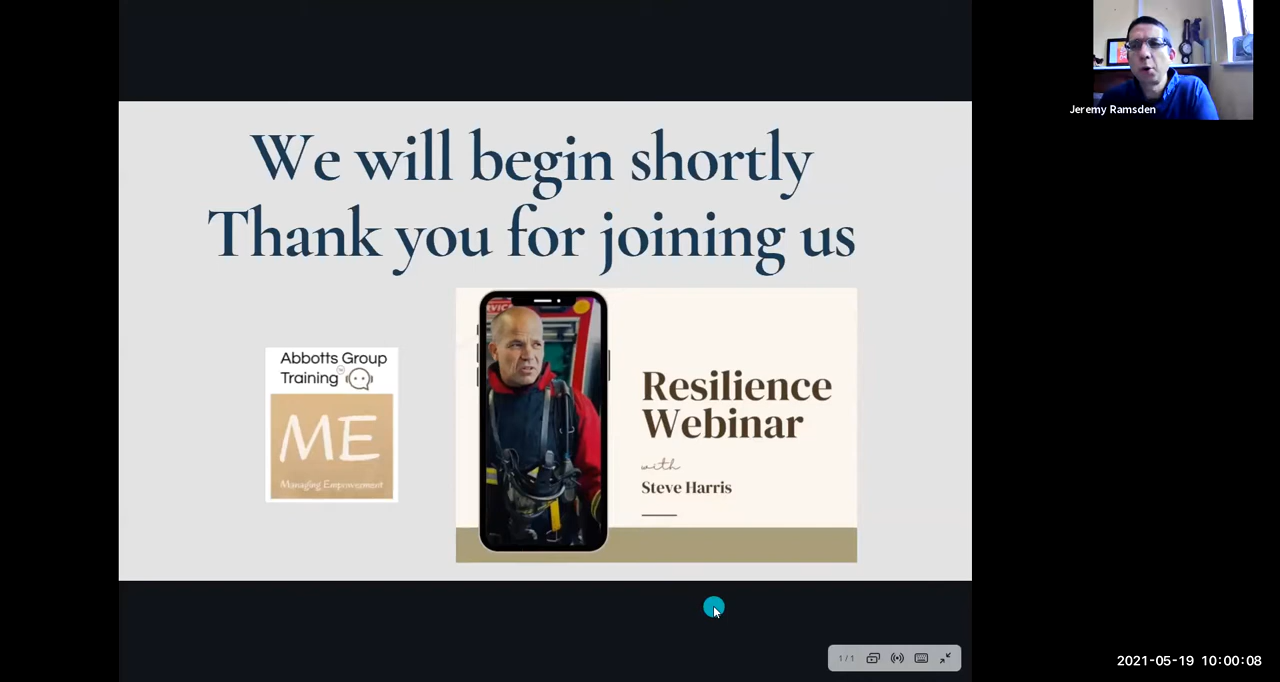 We will begin shortly
Thank you for joining us
Abbotts Group
Training
ME
Managing Empowerment
Resilience
Webinar
with
Steve Harris
Jeremy Ramsden
1/1
2021-05-19 10:00:08